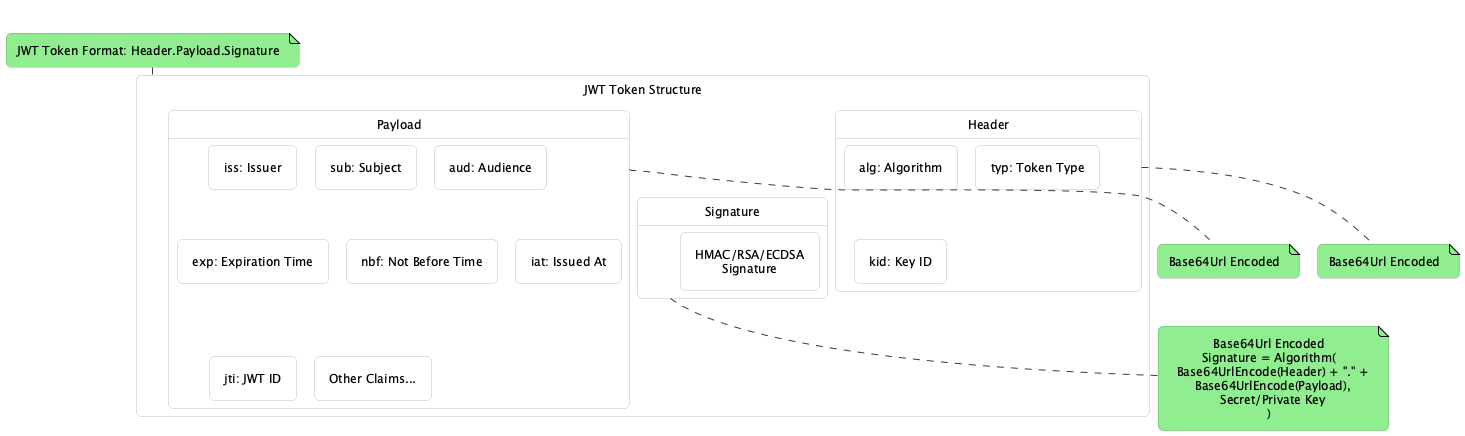 JWT Token Format: Header.Payload.Signature
JWT Token Structure
Payload
iss: Issuer
sub: Subject
aud: Audience
exp: Expiration Time
nbf: Not Before Time
iat: Issued At
jti: JWT ID
Other Claims...
Signature
HMAC/RSA/ECDSA
Signature
Header
alg: Algorithm
typ: Token Type
kid: Key ID
Base64Url Encoded
Base64Url Encoded
Base64Url Encoded
Signature = Algorithm(
Base64UrlEncode(Header) + "." +
Base64UrlEncode(Payload),
Secret/Private Key
)